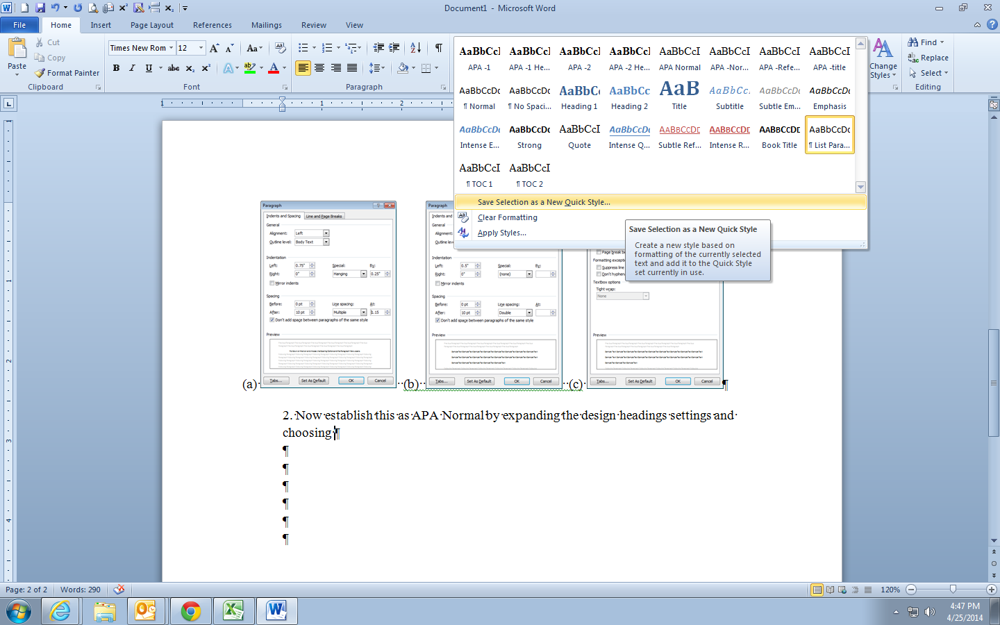 Document1 - Microsoft Word
File Home Insert Page Layout References Mailings Review View
Paste
Cut
Copy
Format Painter
Clipboard
Times New Rom 12
Font
Paragraph
AaBbCcI AaBbCcI AaBbCcI AaBbCcI AaBbCcI AaBbCcI AaBbCcI AaBbCcI
APA -1 APA -1 He... APA -2 APA -2 He... APA Normal APA -Nor... APA -Refe... APA -title
AaBbCcDc AaBbCcDc AaBbCc AaBbCc AaB AaBbCcI AaBbCcDc AaBbCcDc
¶ Normal ¶ No Spaci... Heading 1 Heading 2 Title Subtitle Subtle Em... Emphasis
AaBbCcDc AaBbCcDc AaBbCcI AaBbCcDc AABBCCDD AABBCCDD AABBCCDD AaBbCcDc
Intense E... Strong Quote Intense Q... Subtle Ref... Intense R... Book Title ¶ List Para...
AaBbCcI AaBbCcI
¶ TOC 1 ¶ TOC 2
Save Selection as a New Quick Style...
Clear Formatting
Apply Styles...
Save Selection as a New Quick Style
Create a new style based on
formatting of the currently selected
text and add it to the Quick Style
set currently in use.
Change
Styles
Find
Replace
Select
Editing
Paragraph
Indents and Spacing Line and Page Breaks
General
Alignment: Left
Outline level: Body Text
Indentation
Left: 0.75" Special: By:
Right: 0" Hanging 0.25"
Mirror indents
Spacing
Before: 0 pt Line spacing: At:
After: 10 pt Multiple 1.15
Don't add space between paragraphs of the same style
Preview
Tabs... Set As Default OK Cancel
Paragraph
Indents and
General
Alignment:
Outline leve
Indentation
Left: 0.5" Special: By:
Right: 0" (none)
Mirror indents
Spacing
Before: 0 pt Line spacing: At:
After: 10 pt Double
Don't add space between paragraphs of the same style
Preview
Tabs... Set As Default OK Cancel
Page break be
Formatting exceptio
Suppress line
Don't hyphena
Textbox options
Tight wrap:
None
Preview
Tabs... Set As Default OK Cancel
(a) (b) (c) ¶
2. Now establish this as APA Normal by expanding the design headings settings and
choosing ¶
¶
¶
¶
¶
¶
¶
Page: 2 of 2 Words: 290 120%
4:47 PM
4/25/2014